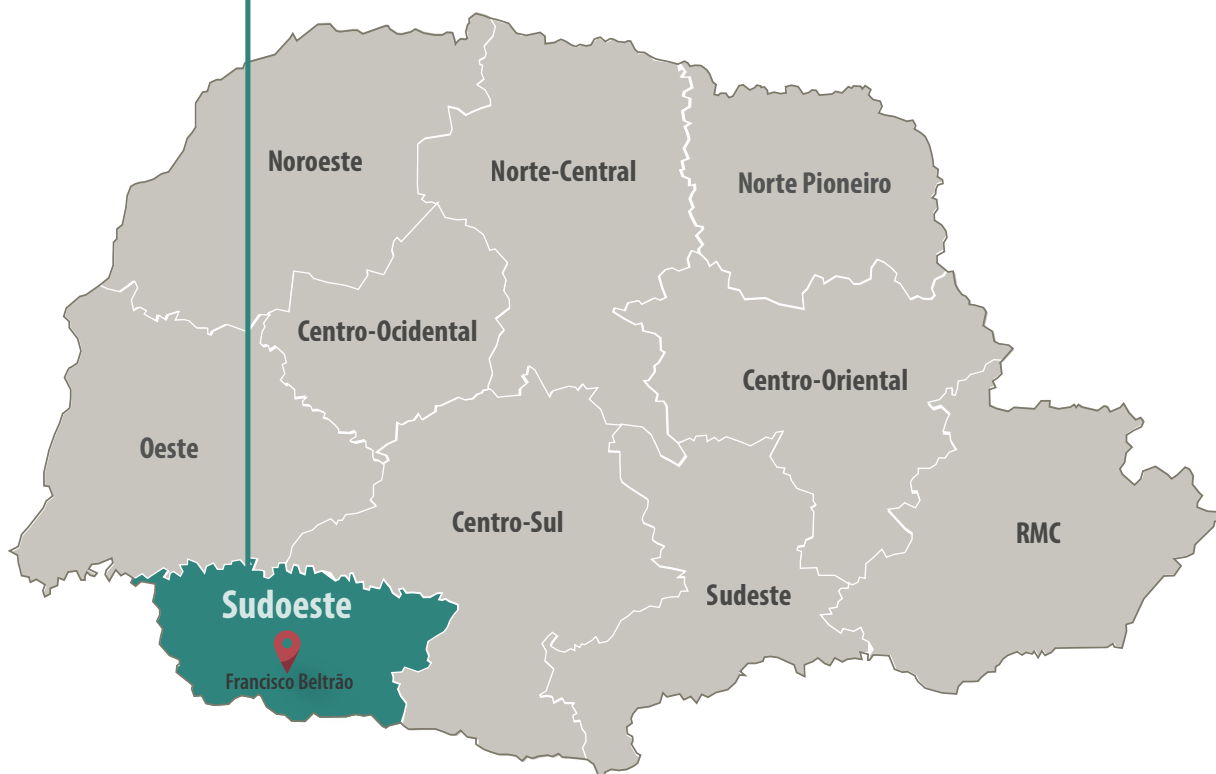 Noroeste
Norte-Central
Norte Pioneiro
Centro-Ocidental
Centro-Oriental
Oeste
Centro-Sul
RMC
Sudeste
Sudoeste
Francisco Beltrão